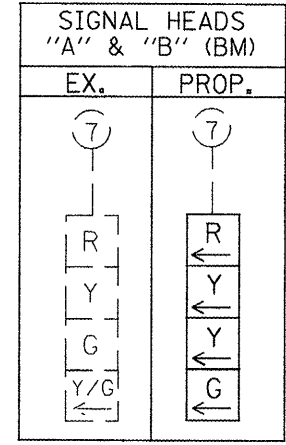 SIGNAL HEADS
"A" & "B" (BM)
EX. PROP.
7 7
R R
Y Y
G Y
Y/G G